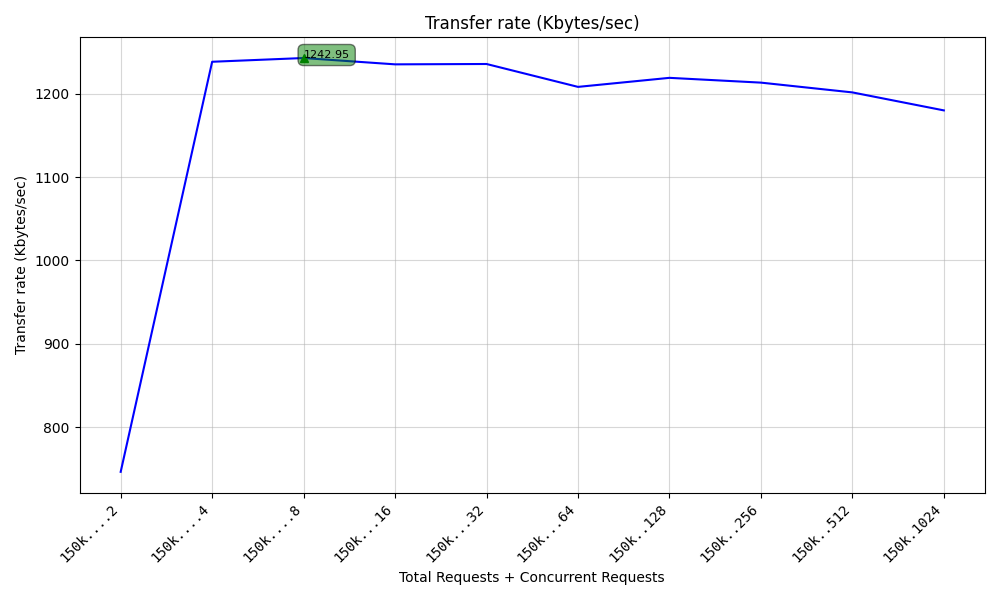 Transfer rate (Kbytes/sec)
1242.95
1200
1100
1000
900
800
Transfer rate (Kbytes/sec)
150k....2
150k....4
150k....8
150k...16
150k...32
150k...64
150k..128
150k..256
150k..512
150k.1024
Total Requests + Concurrent Requests